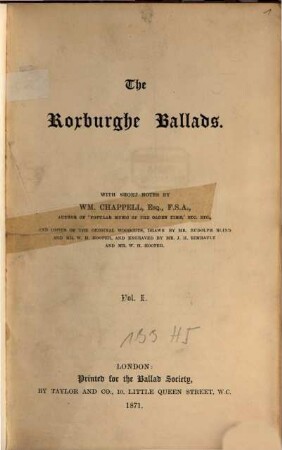 The
Roxburghe Ballads.
WITH SHORT NOTES BY
WM. CHAPPELL, Esq., F.S.A.,
AUTHOR OF "POPULAR MUSIC OF THE OLDEN TIME," ETC. ETC.,
AND COPIES OF THE ORIGINAL WOODCUTS, DRAWN BY MR. RUDOLPH BLIND
AND MR. W. H. HOOPER, AND ENGRAVED BY MR. J. H. RIMBAULT
AND MR. W. H. HOOPER.
Vol. I.
193 H5
LONDON:
Printed for the Ballad Society,
BY TAYLOR AND CO., 10, LITTLE QUEEN STREET, W.C.
1871.